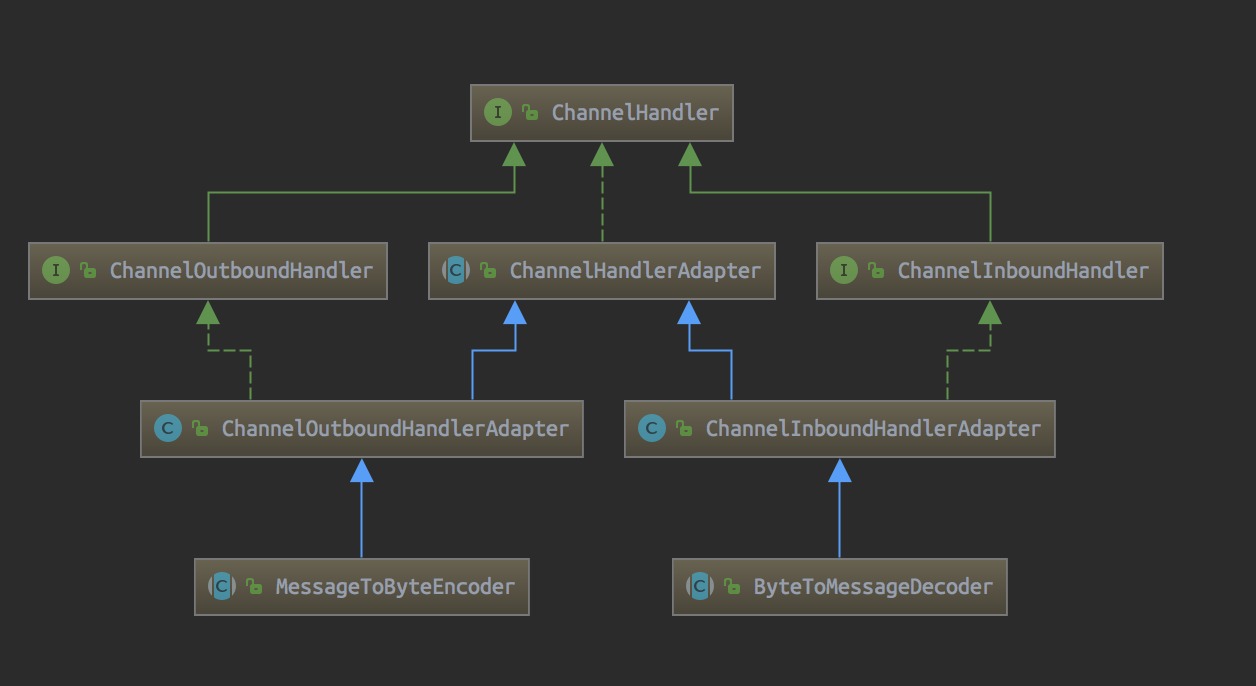 I ChannelHandler
I ChannelOutboundHandler
C ChannelHandlerAdapter
I ChannelInboundHandler
C ChannelOutboundHandlerAdapter
C ChannelInboundHandlerAdapter
C MessageToByteEncoder
C ByteToMessageDecoder